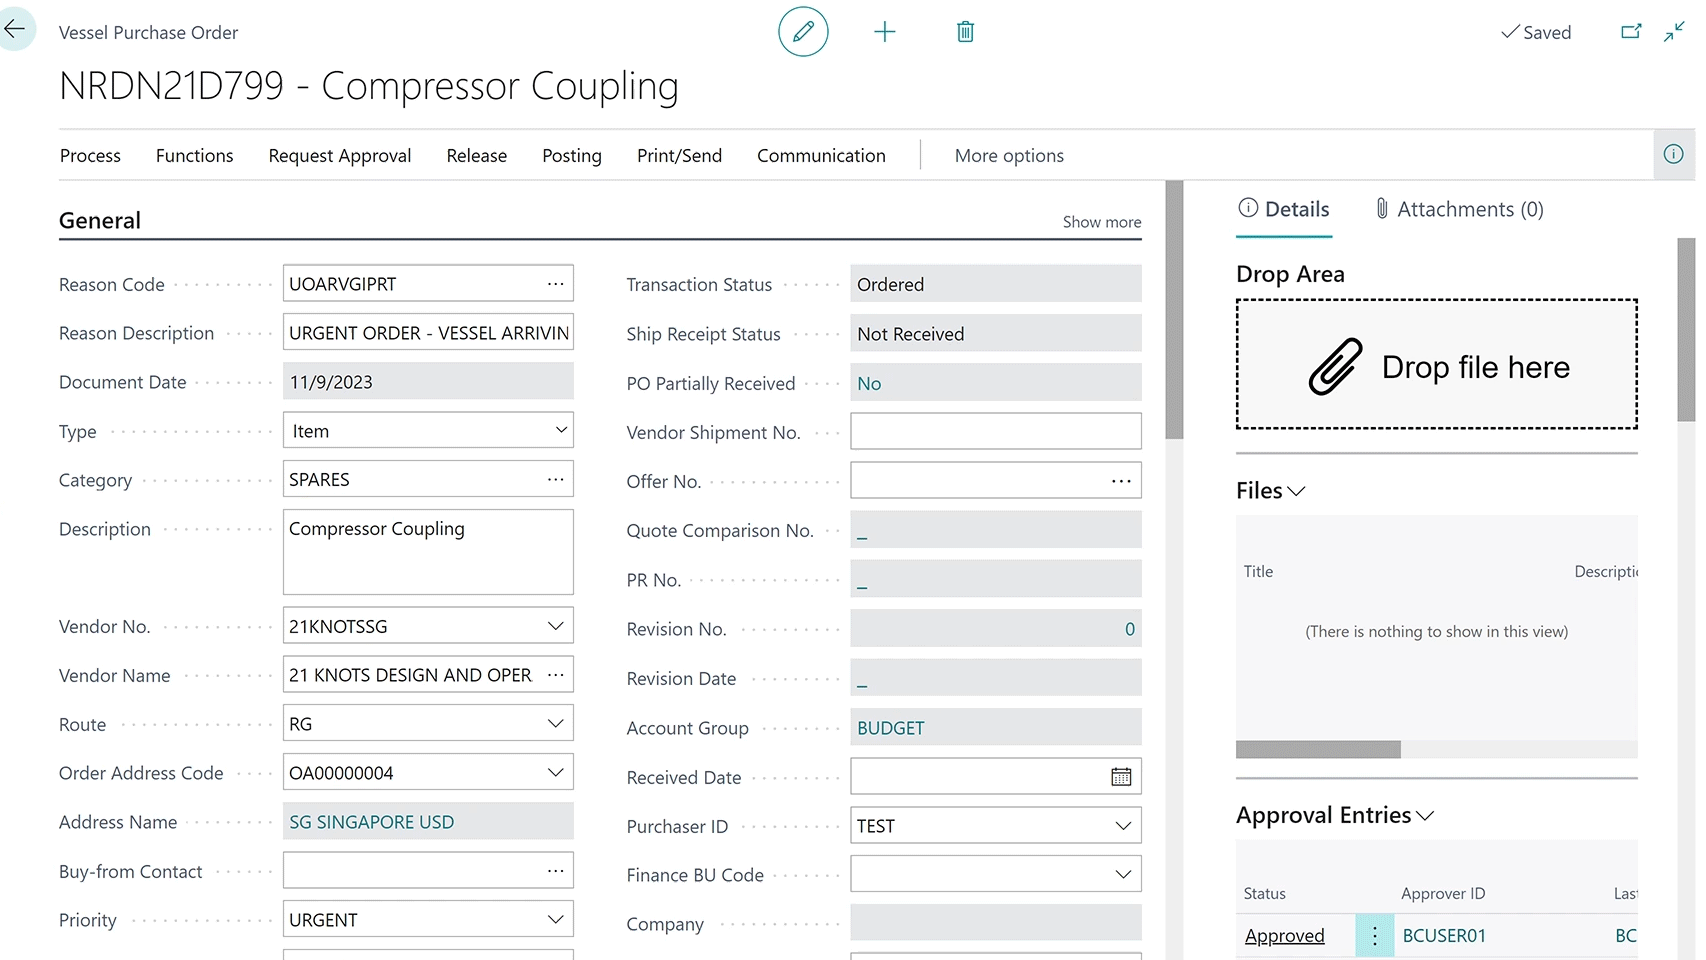 Vessel Purchase Order
Saved
NRDN21D799 - Compressor Coupling
Process Functions Request Approval Release Posting Print/Send Communication More options
General Show more
Reason Code UOARVGIPRT ...
Reason Description URGENT ORDER - VESSEL ARRIVIN
Document Date 11/9/2023
Type Item
Category SPARES ...
Description Compressor Coupling
Vendor No. 21KNOTSSG
Vendor Name 21 KNOTS DESIGN AND OPER ...
Route RG
Order Address Code OA00000004
Address Name SG SINGAPORE USD
Buy-from Contact ...
Priority URGENT
Transaction Status Ordered
Ship Receipt Status Not Received
PO Partially Received No
Vendor Shipment No.
Offer No. ...
Quote Comparison No. _
PR No. _
Revision No. 0
Revision Date _
Account Group BUDGET
Received Date
Purchaser ID TEST
Finance BU Code
Company
Details Attachments (0)
Drop Area
Drop file here
Files
Title Descriptio
(There is nothing to show in this view)
Approval Entries
Status Approver ID Last
Approved BCUSER01 BC